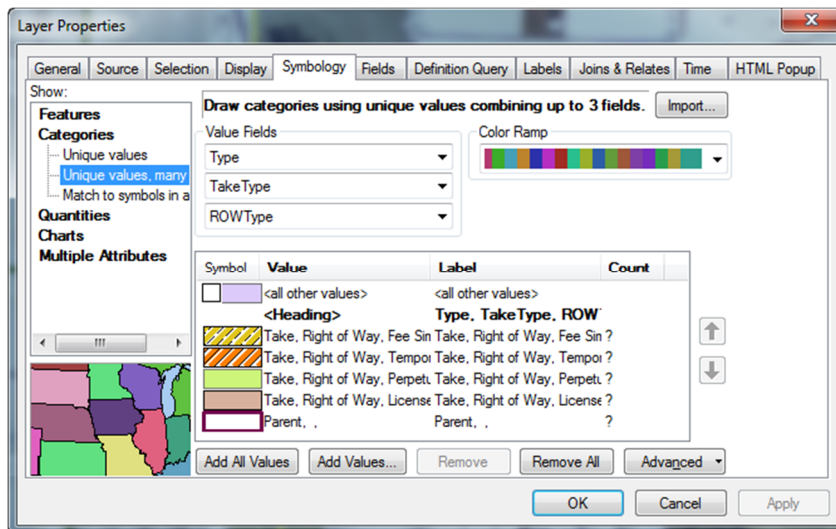 Layer Properties
General Source Selection Display Symbology Fields Definition Query Labels Joins & Relates Time HTML Popup
Show:
Features
Categories
Unique values
Unique values, many
Match to symbols in a
Quantities
Charts
Multiple Attributes
Draw categories using unique values combining up to 3 fields.
Import...
Value Fields
Type
TakeType
ROWType
Color Ramp
Symbol Value Label Count
<all other values> <all other values>
<Heading> Type, TakeType, ROW
Take, Right of Way, Fee Sin Take, Right of Way, Fee Sin ?
Take, Right of Way, Tempor Take, Right of Way, Tempor ?
Take, Right of Way, Perpetu Take, Right of Way, Perpetu ?
Take, Right of Way, License Take, Right of Way, License ?
Parent, , Parent, , ?
Add All Values Add Values... Remove Remove All Advanced
OK Cancel Apply